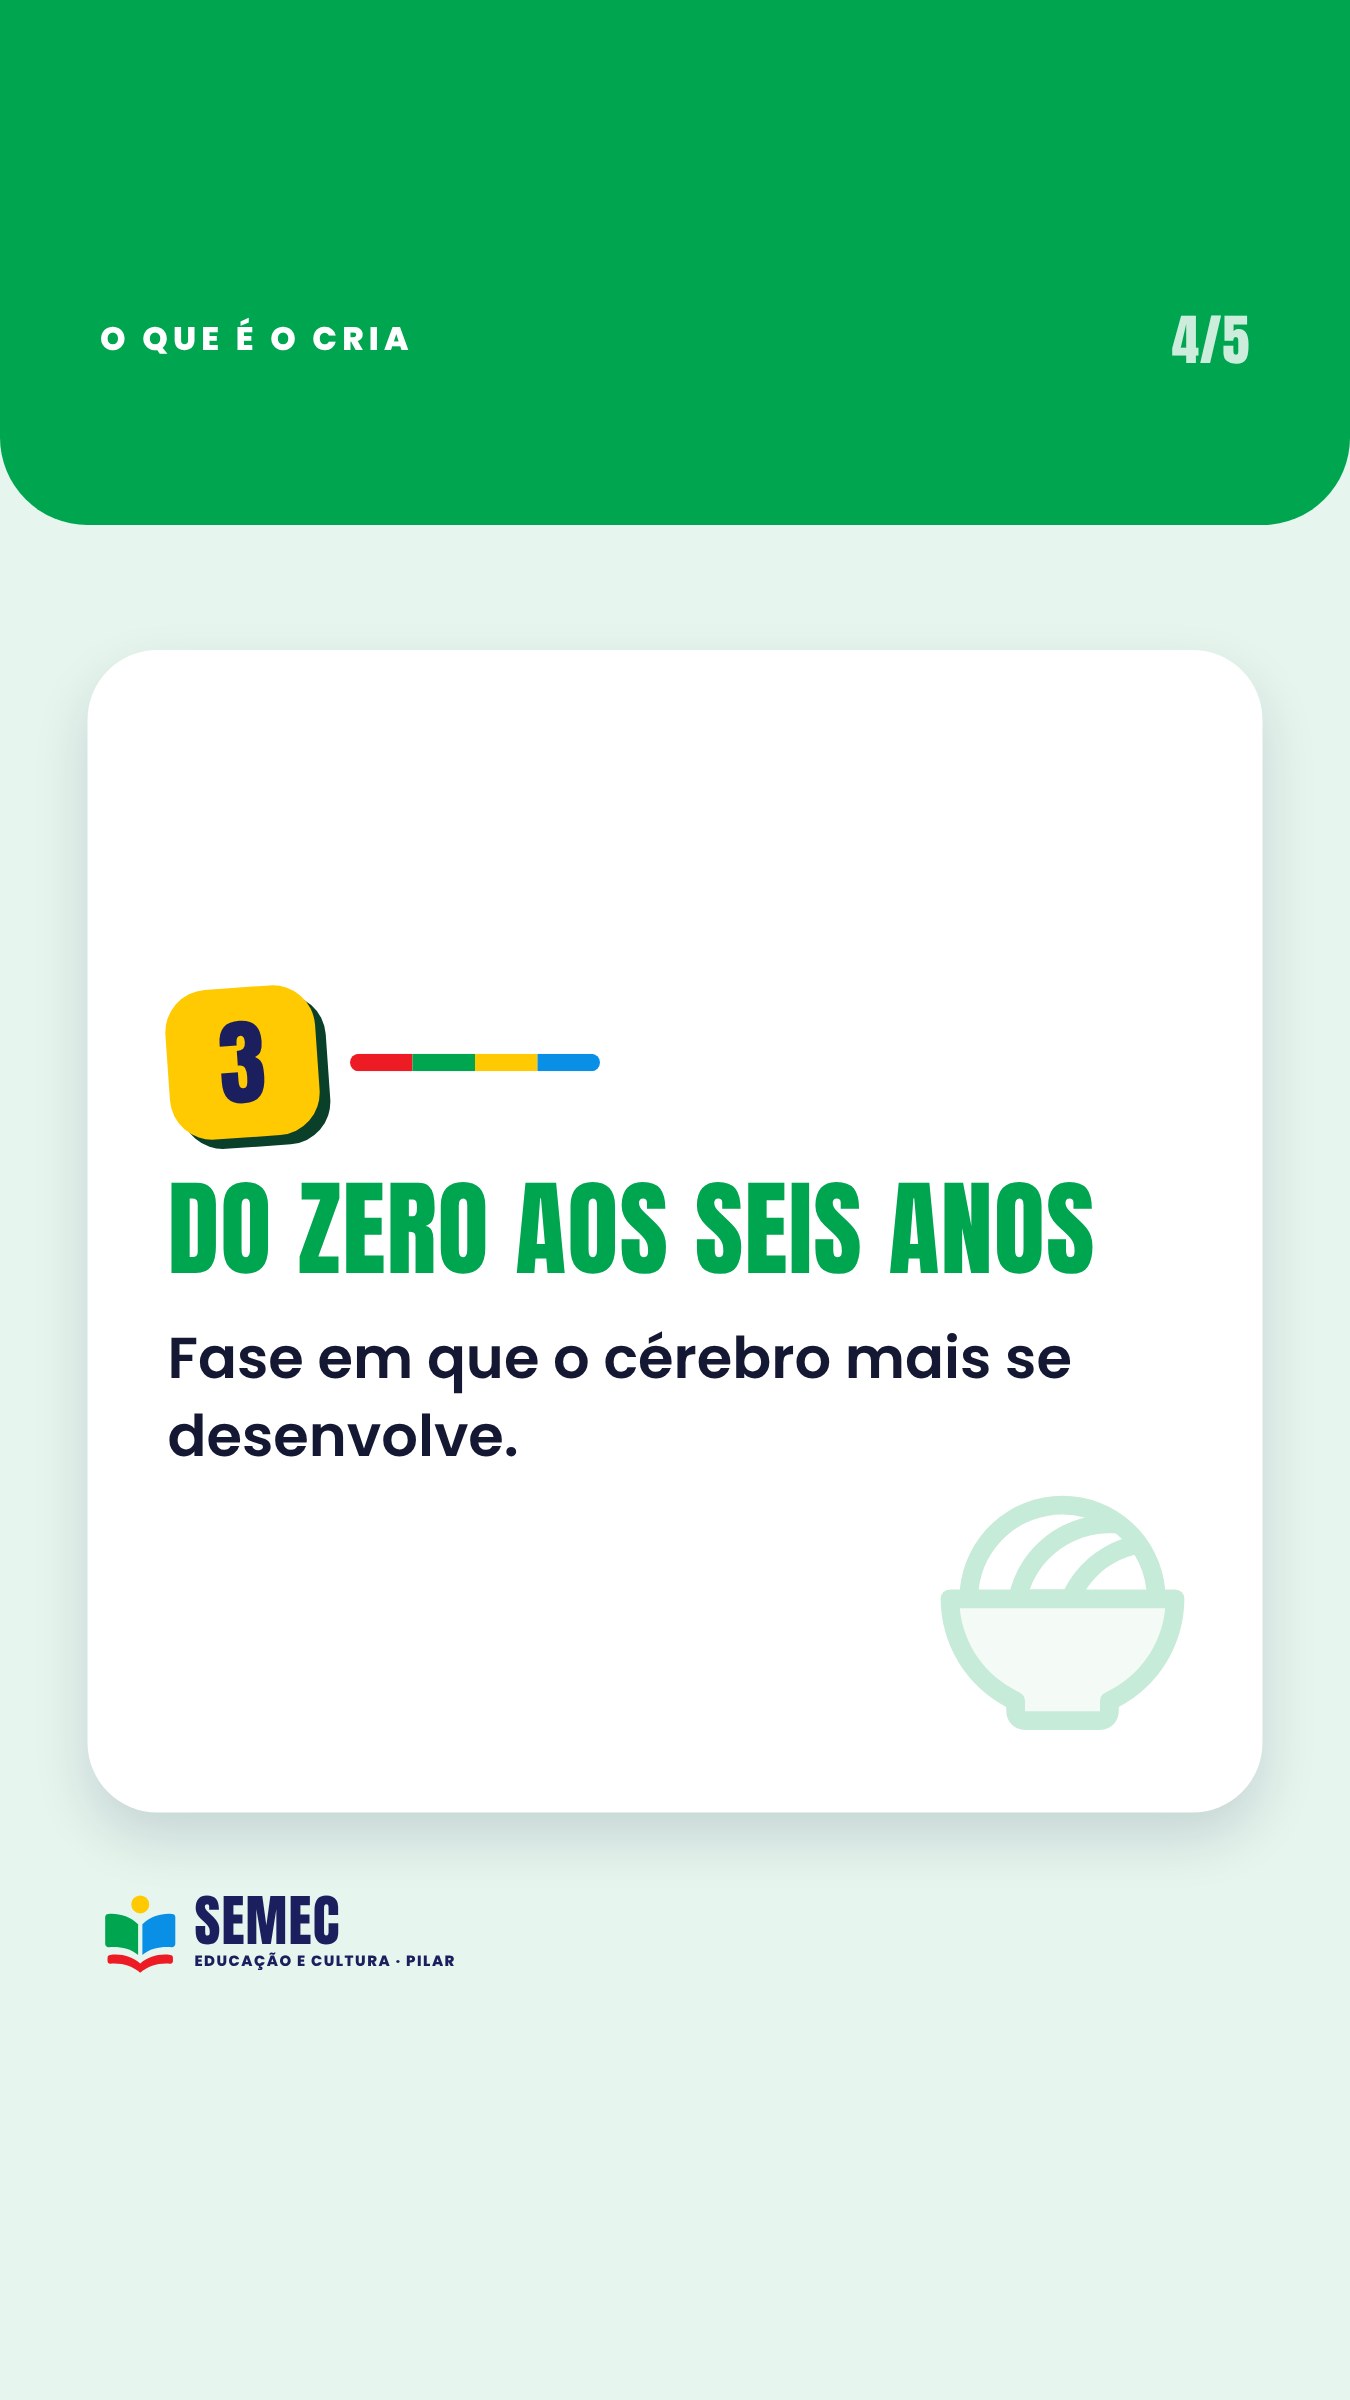 O QUE É O CRIA
4/5
3
DO ZERO AOS SEIS ANOS
Fase em que o cérebro mais se
desenvolve.
SEMEC
EDUCAÇÃO E CULTURA · PILAR